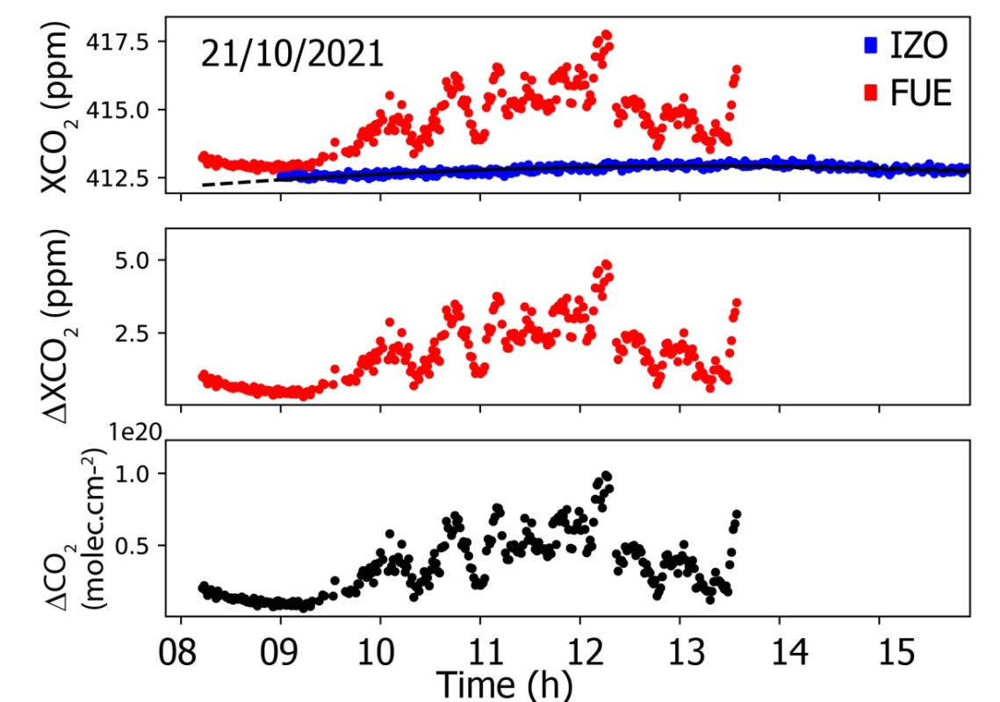 XCO₂ (ppm)
417.5
415.0
412.5
21/10/2021
IZO
FUE
ΔXCO₂ (ppm)
5.0
2.5
ΔCO₂
(molec.cm-²)
1e20
1.0
0.5
08 09 10 11 12 13 14 15
Time (h)